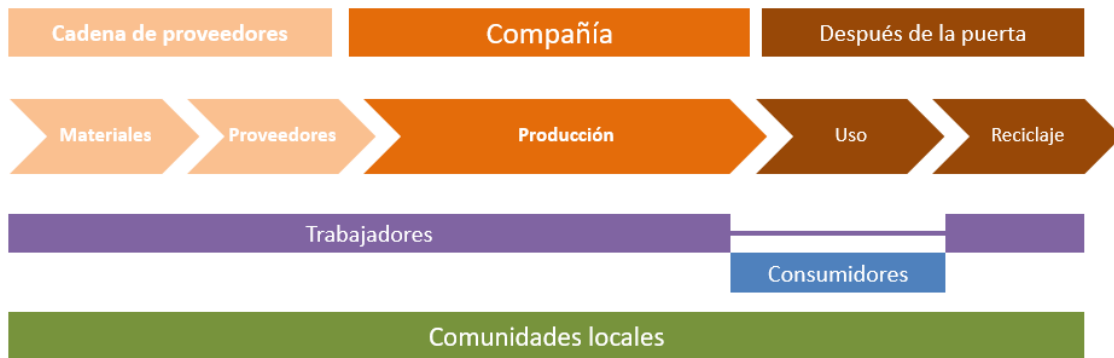 Cadena de proveedores
Compañía
Después de la puerta
Materiales
Proveedores
Producción
Uso
Reciclaje
Trabajadores
Consumidores
Comunidades locales